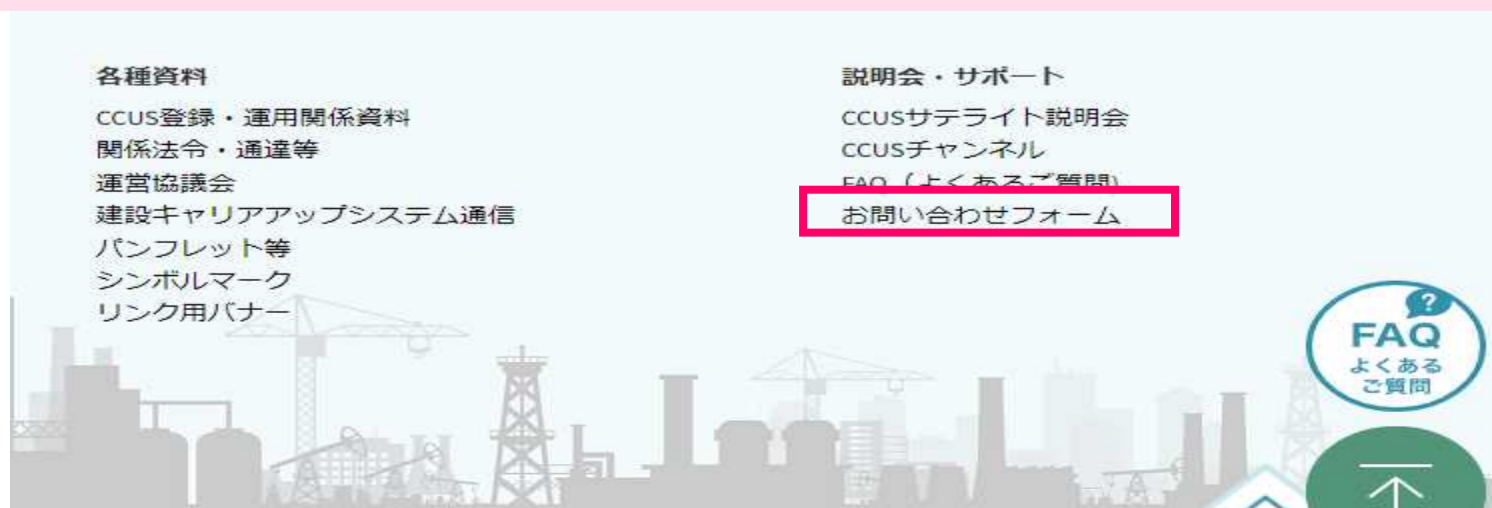 各種資料
CCUS登録・運用関係資料
関係法令・通達等
運営協議会
建設キャリアアップシステム通信
パンフレット等
シンボルマーク
リンク用バナー
説明会・サポート
CCUSサテライト説明会
CCUSチャンネル
FAQ（よくあるご質問）
お問い合わせフォーム
?
FAQ
よくある
ご質問